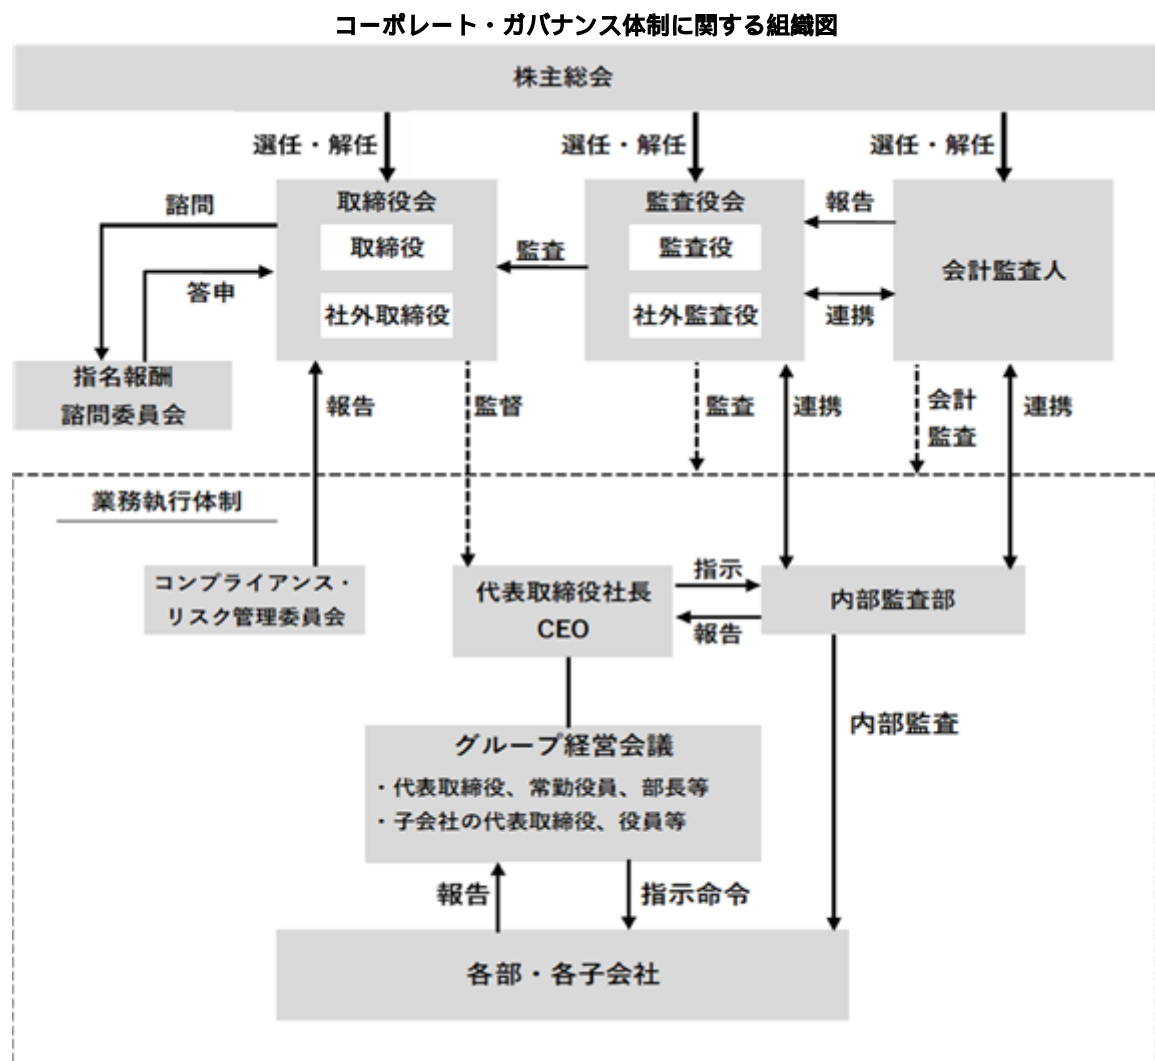 コーポレート・ガバナンス体制に関する組織図
株主総会
選任・解任
選任・解任
選任・解任
諮問
答申
取締役会
取締役
社外取締役
監査
監査役会
監査役
社外監査役
報告
連携
会計監査人
指名報酬
諮問委員会
報告
監督
監査
連携
会計
監査
連携
業務執行体制
コンプライアンス・
リスク管理委員会
代表取締役社長
CEO
指示
報告
内部監査部
内部監査
グループ経営会議
・代表取締役、常勤役員、部長等
・子会社の代表取締役、役員等
報告
指示命令
各部・各子会社